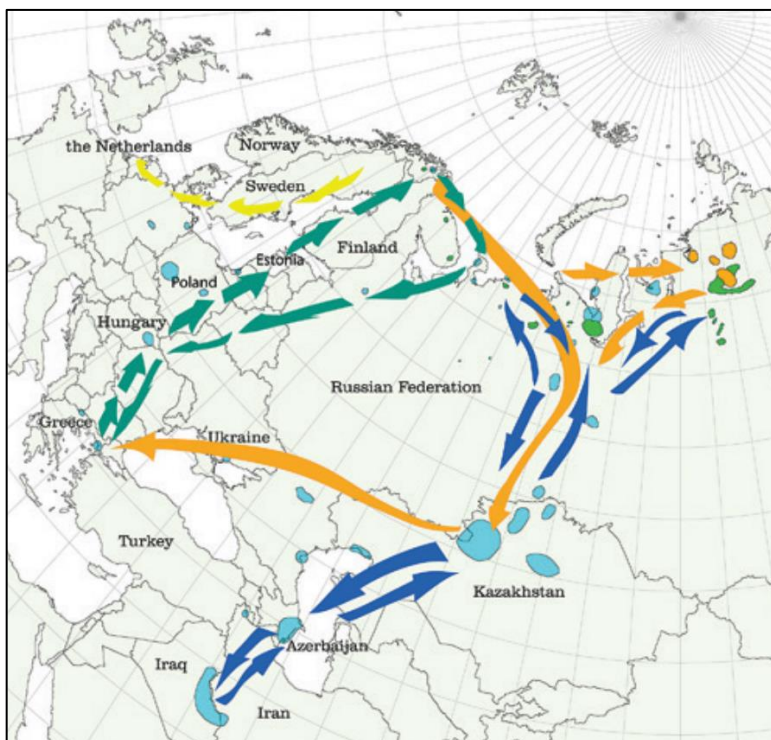 the Netherlands
Norway
Sweden
Finland
Estonia
Poland
Hungary
Russian Federation
Greece
Ukraine
Turkey
Kazakhstan
Azerbaijan
Iraq
Iran